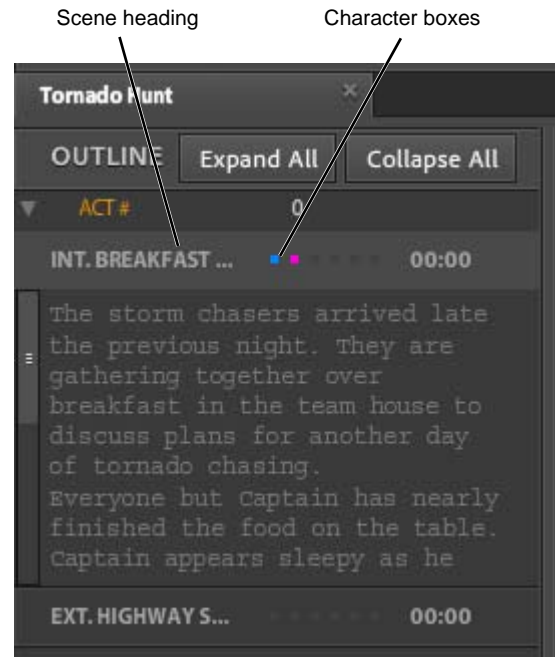 Scene heading
Character boxes
Tornado Hunt ×
OUTLINE Expand All Collapse All
ACT # 0
INT. BREAKFAST ... 00:00
The storm chasers arrived late
the previous night. They are
gathering together over
breakfast in the team house to
discuss plans for another day
of tornado chasing.
Everyone but Captain has nearly
finished the food on the table.
Captain appears sleepy as he
EXT. HIGHWAY S... 00:00